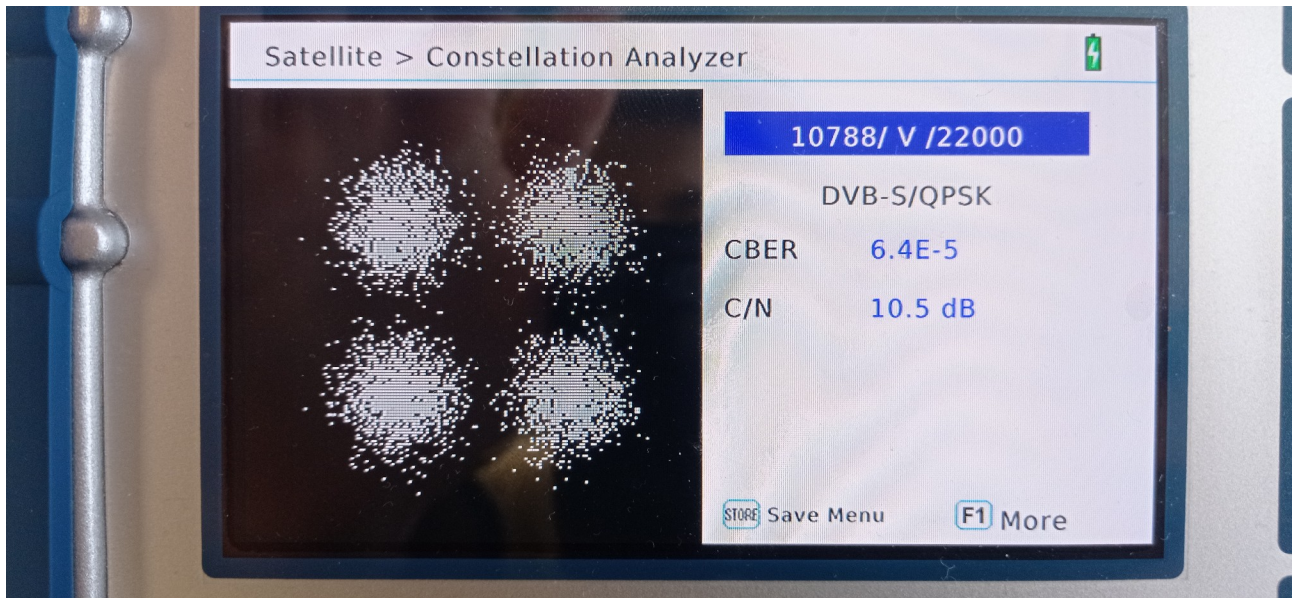 Satellite > Constellation Analyzer
10788/ V /22000
DVB-S/QPSK
CBER 6.4E-5
C/N 10.5 dB
STORE Save Menu F1 More